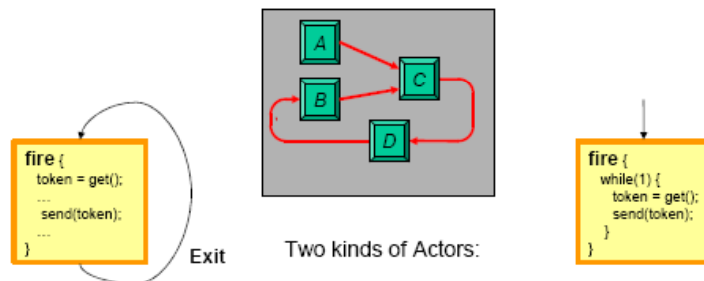 A
B
C
D
fire {
token = get();
...
send(token);
...
}
Exit
Two kinds of Actors:
fire {
while(1) {
token = get();
send(token);
}
}